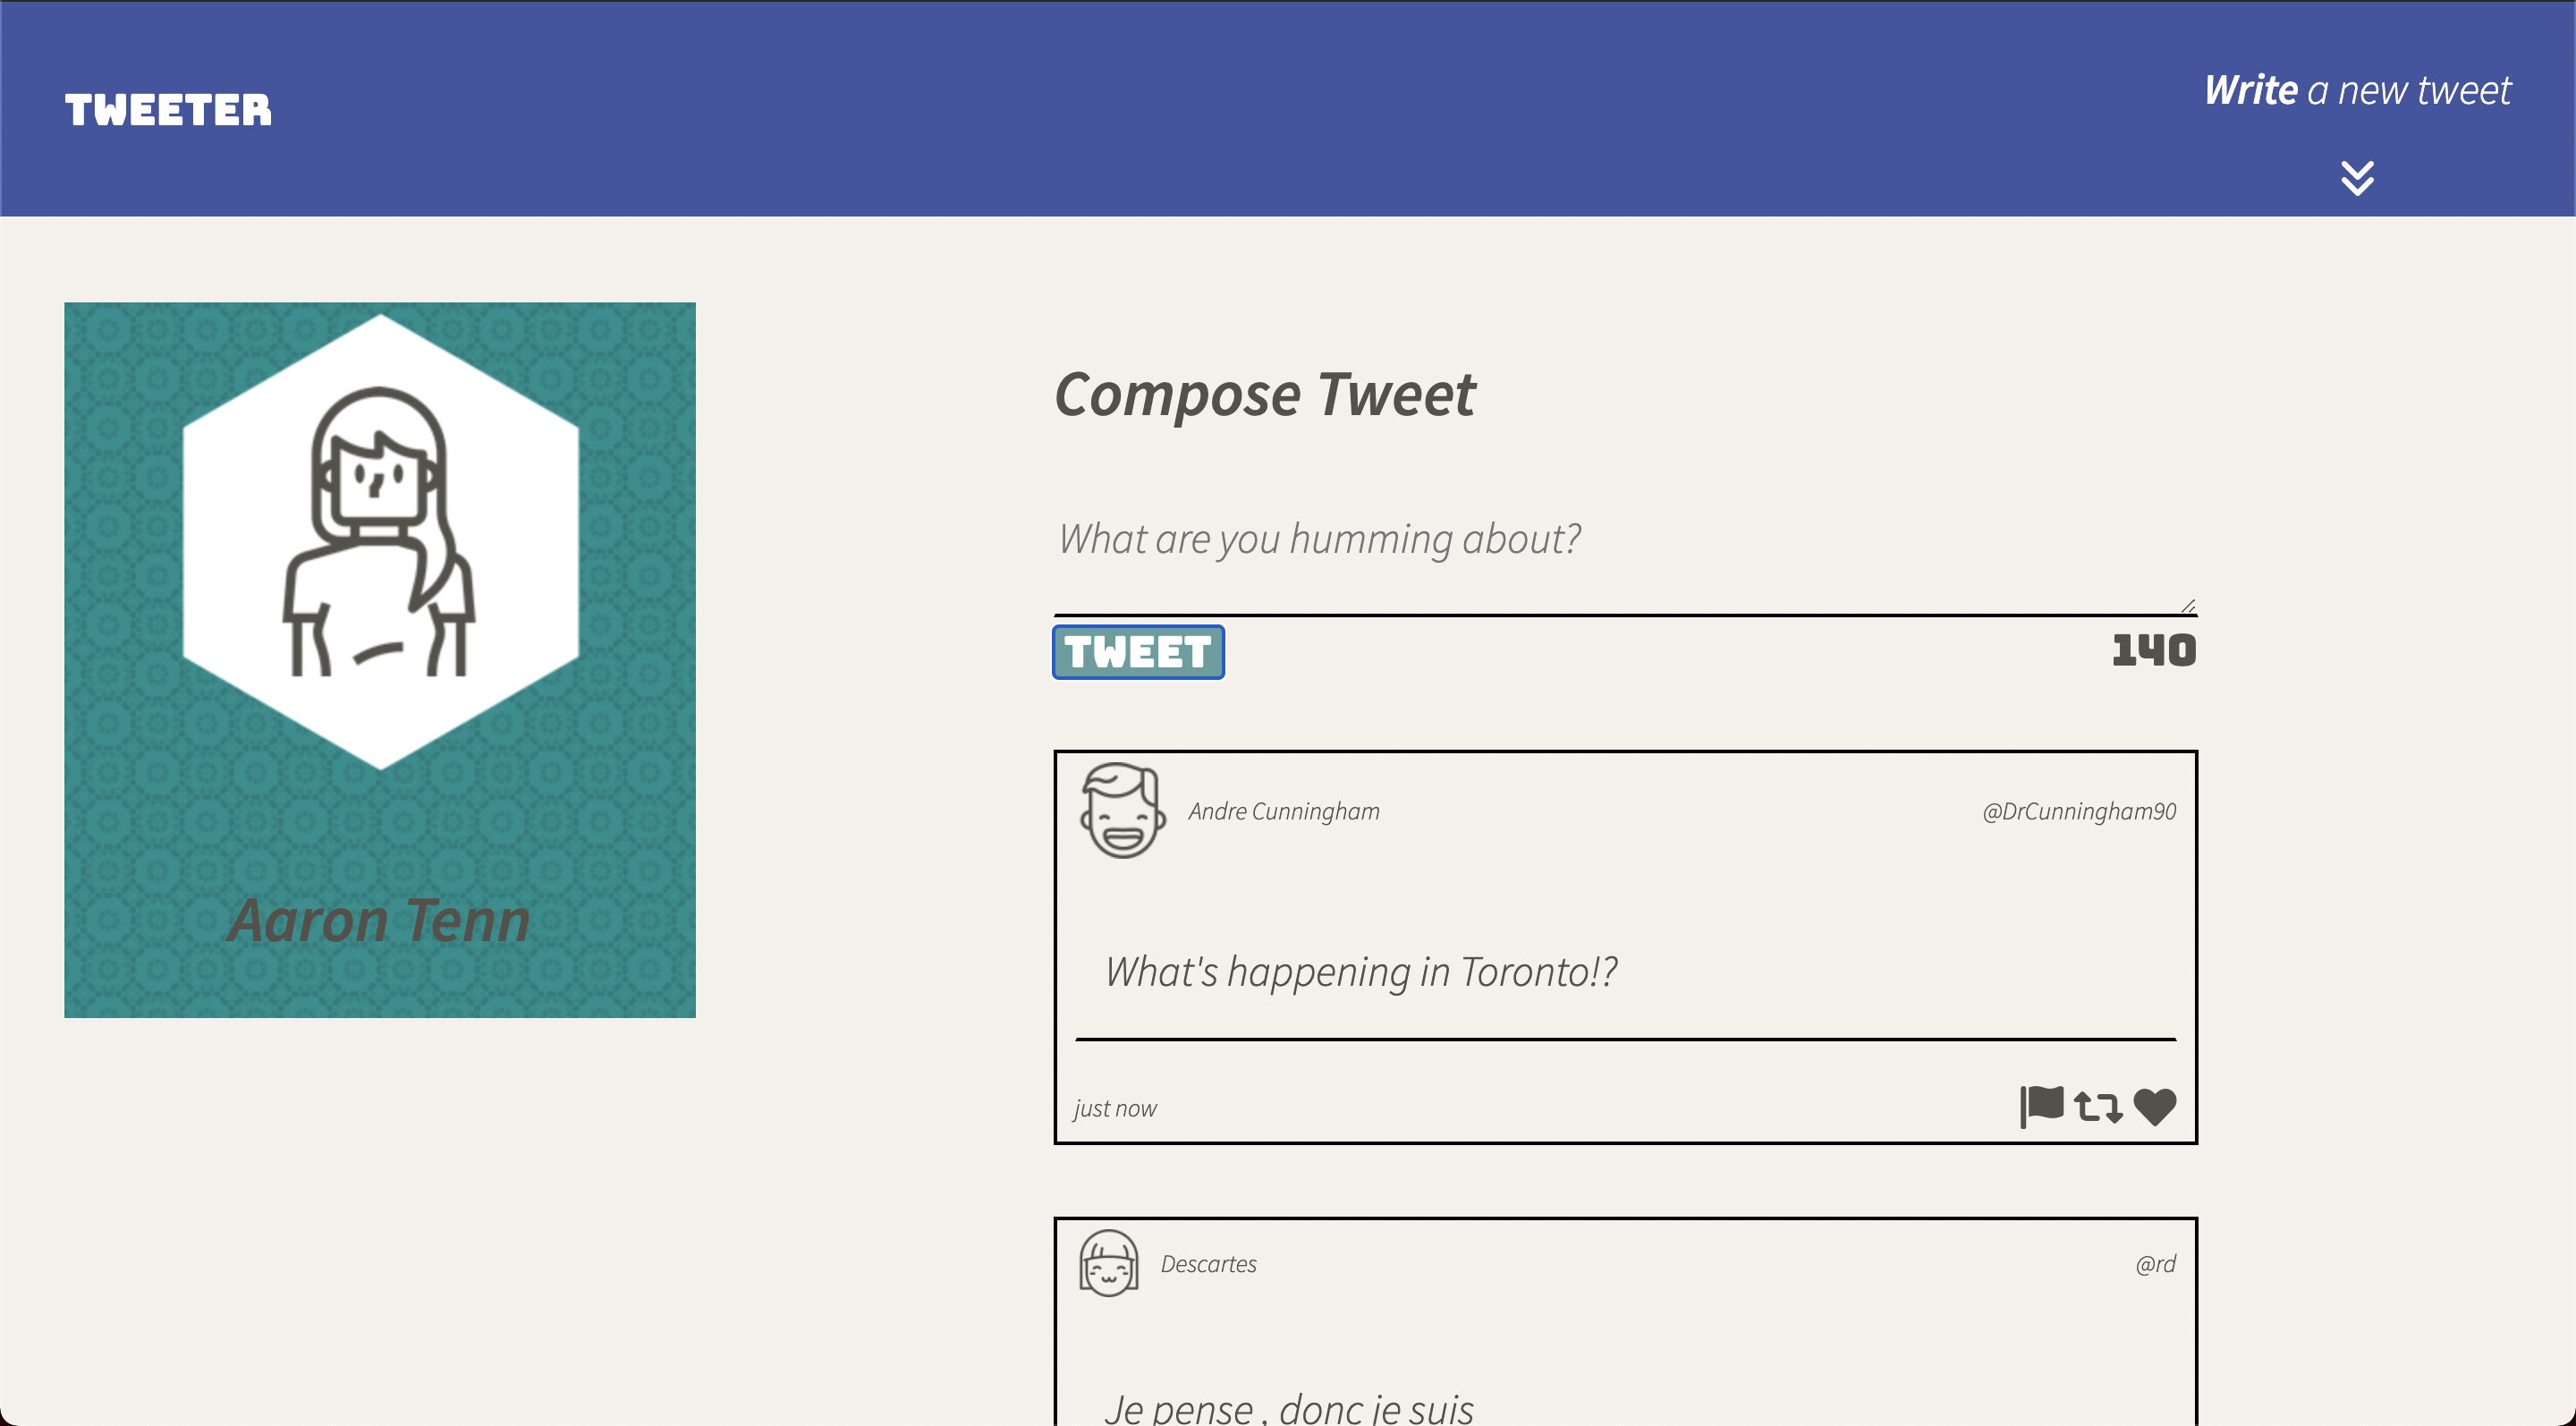 TWEETER
Write a new tweet
Aaron Tenn
Compose Tweet
What are you humming about?
TWEET
140
Andre Cunningham
@DrCunningham90
What's happening in Toronto!?
just now
Descartes
@rd
Je pense , donc je suis